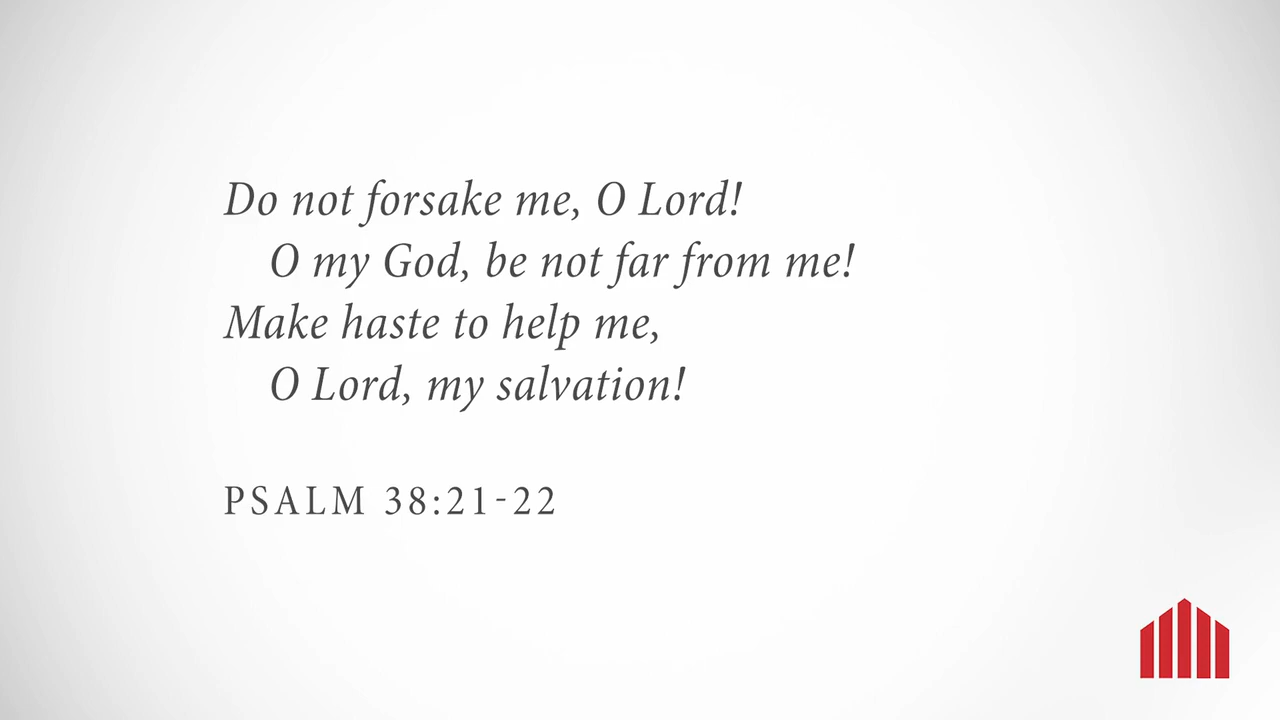 Do not forsake me, O Lord!
O my God, be not far from me!
Make haste to help me,
O Lord, my salvation!
PSALM 38:21-22